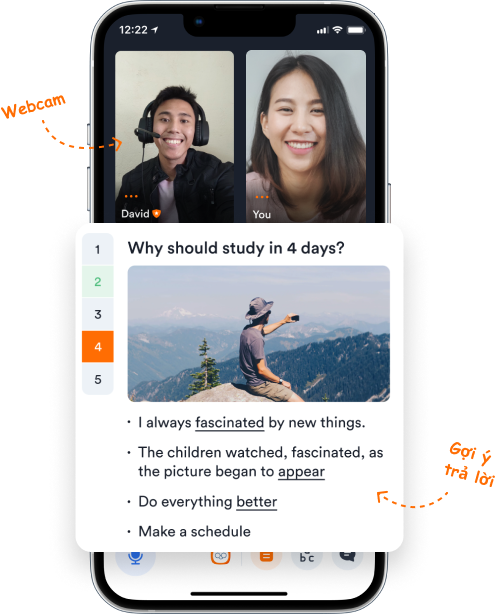 12:22
Webcam
David
You
1
2
3
4
5
Why should study in 4 days?
· I always fascinated by new things.
· The children watched, fascinated, as
the picture began to appear
· Do everything better
· Make a schedule
Gợi ý
trả lời
b c